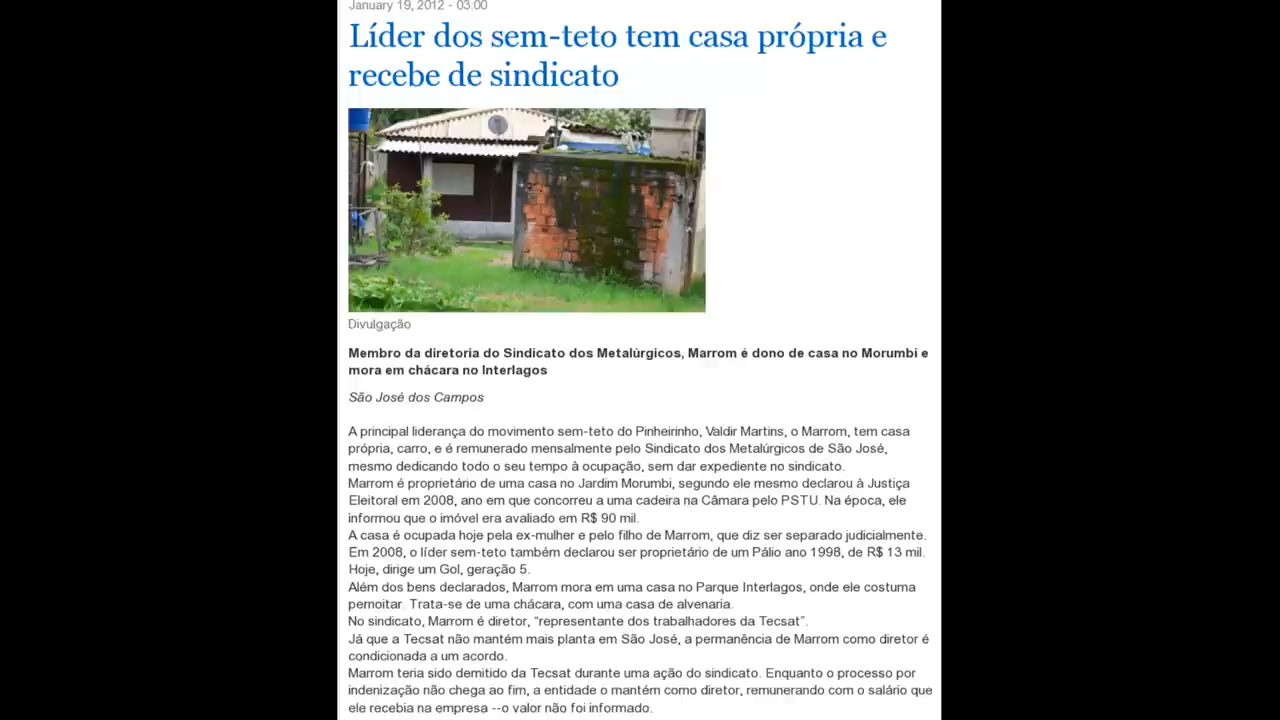 January 19, 2012 - 03:00
Líder dos sem-teto tem casa própria e
recebe de sindicato
Divulgação
Membro da diretoria do Sindicato dos Metalúrgicos, Marrom é dono de casa no Morumbi e
mora em chácara no Interlagos
São José dos Campos
A principal liderança do movimento sem-teto do Pinheirinho, Valdir Martins, o Marrom, tem casa
própria, carro, e é remunerado mensalmente pelo Sindicato dos Metalúrgicos de São José,
mesmo dedicando todo o seu tempo à ocupação, sem dar expediente no sindicato.
Marrom é proprietário de uma casa no Jardim Morumbi, segundo ele mesmo declarou à Justiça
Eleitoral em 2008, ano em que concorreu a uma cadeira na Câmara pelo PSTU. Na época, ele
informou que o imóvel era avaliado em R$ 90 mil.
A casa é ocupada hoje pela ex-mulher e pelo filho de Marrom, que diz ser separado judicialmente.
Em 2008, o líder sem-teto também declarou ser proprietário de um Pálio ano 1998, de R$ 13 mil.
Hoje, dirige um Gol, geração 5.
Além dos bens declarados, Marrom mora em uma casa no Parque Interlagos, onde ele costuma
pernoitar. Trata-se de uma chácara, com uma casa de alvenaria.
No sindicato, Marrom é diretor, “representante dos trabalhadores da Tecsat”.
Já que a Tecsat não mantém mais planta em São José, a permanência de Marrom como diretor é
condicionada a um acordo.
Marrom teria sido demitido da Tecsat durante uma ação do sindicato. Enquanto o processo por
indenização não chega ao fim, a entidade o mantém como diretor, remunerando com o salário que
ele recebia na empresa --o valor não foi informado.